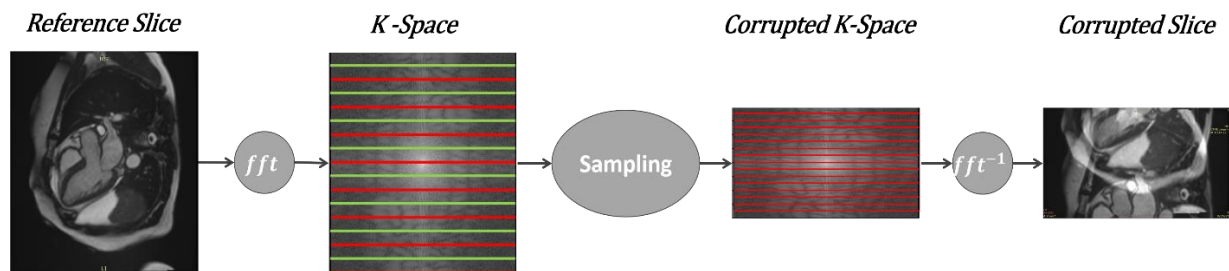 Reference Slice
K -Space
Corrupted K-Space
Corrupted Slice
fft
Sampling
fft⁻¹